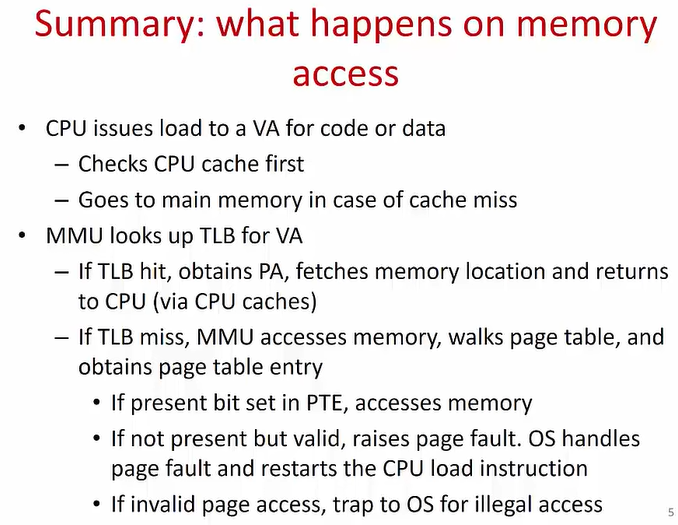 Summary: what happens on memory
access
• CPU issues load to a VA for code or data
– Checks CPU cache first
– Goes to main memory in case of cache miss
• MMU looks up TLB for VA
– If TLB hit, obtains PA, fetches memory location and returns
to CPU (via CPU caches)
– If TLB miss, MMU accesses memory, walks page table, and
obtains page table entry
• If present bit set in PTE, accesses memory
• If not present but valid, raises page fault. OS handles
page fault and restarts the CPU load instruction
• If invalid page access, trap to OS for illegal access
5